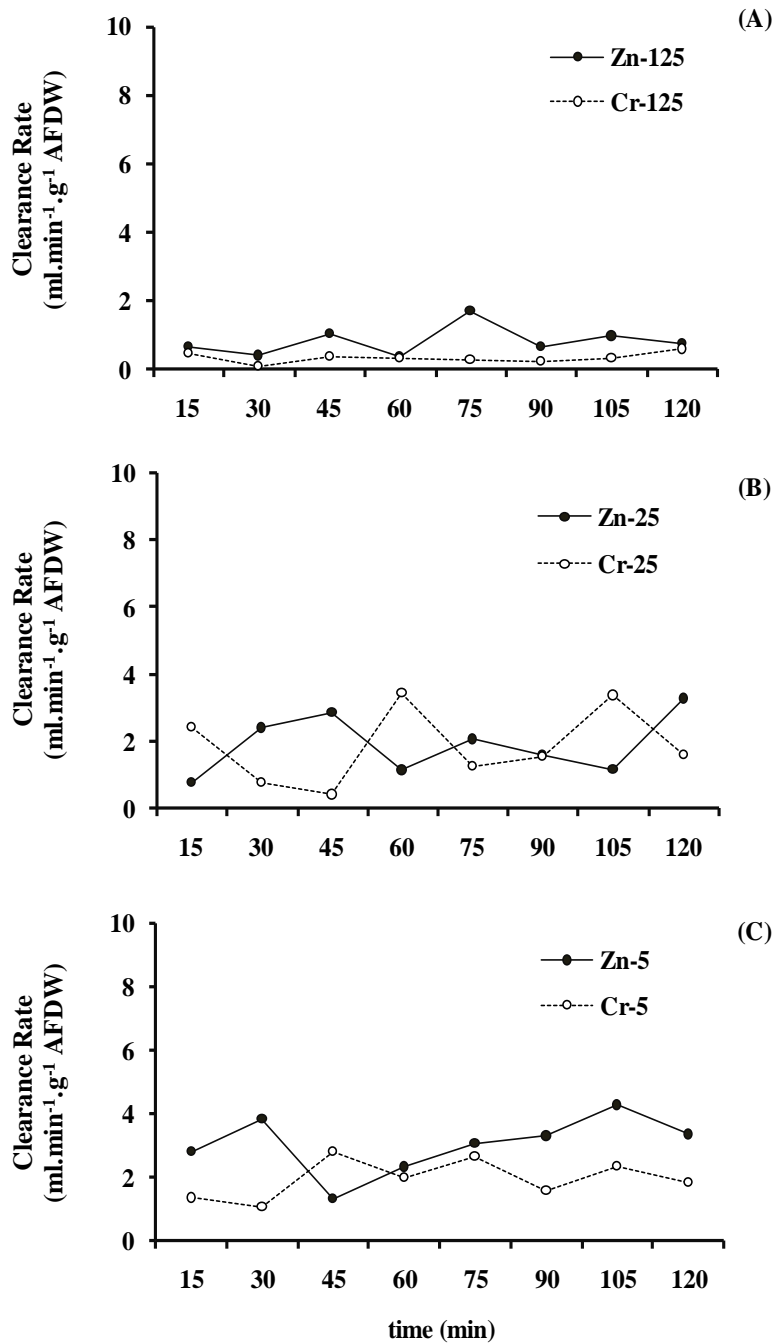 (A)
10
8
6
4
2
0
Clearance Rate
(ml.min⁻¹.g⁻¹ AFDW)
Zn-125
Cr-125
15 30 45 60 75 90 105 120
(B)
10
8
6
4
2
0
Clearance Rate
(ml.min⁻¹.g⁻¹ AFDW)
Zn-25
Cr-25
15 30 45 60 75 90 105 120
(C)
10
8
6
4
2
0
Clearance Rate
(ml.min⁻¹.g⁻¹ AFDW)
Zn-5
Cr-5
15 30 45 60 75 90 105 120
time (min)